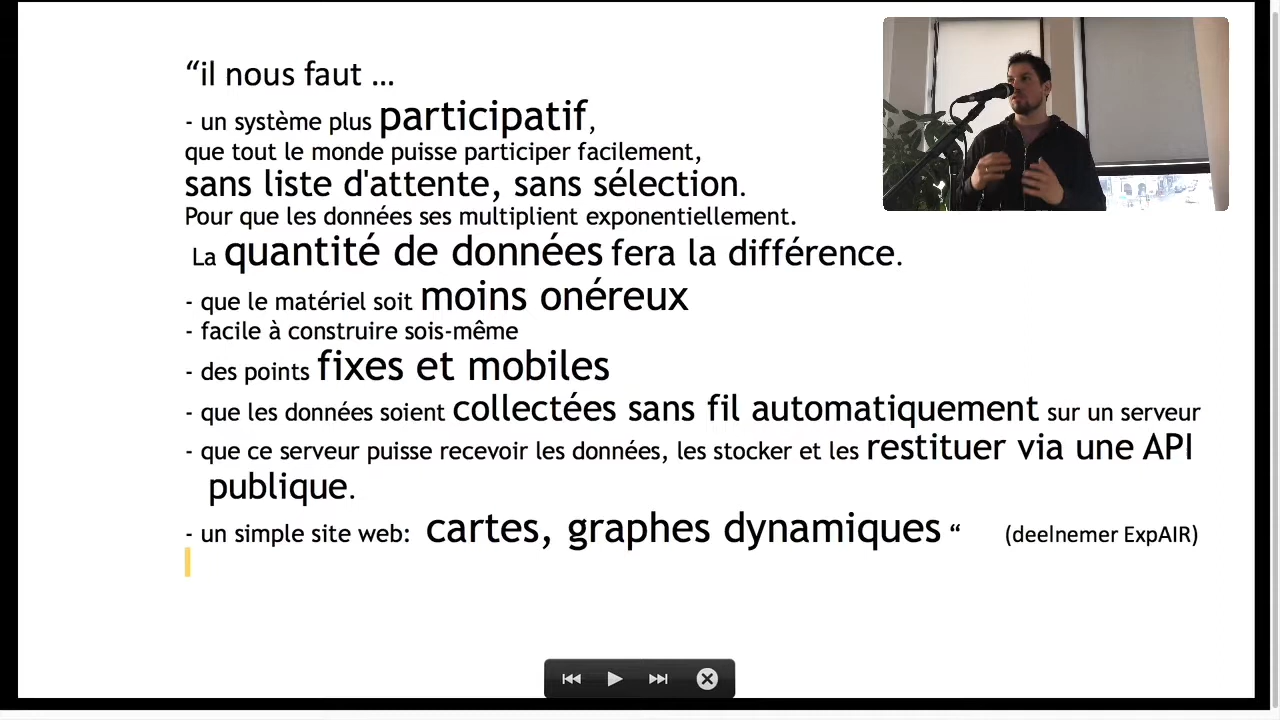 “il nous faut ...
- un système plus participatif,
que tout le monde puisse participer facilement,
sans liste d'attente, sans sélection.
Pour que les données ses multiplient exponentiellement.
La quantité de données fera la différence.
- que le matériel soit moins onéreux
- facile à construire sois-même
- des points fixes et mobiles
- que les données soient collectées sans fil automatiquement sur un serveur
- que ce serveur puisse recevoir les données, les stocker et les restituer via une API
publique.
- un simple site web: cartes, graphes dynamiques “ (deelnemer ExpAIR)